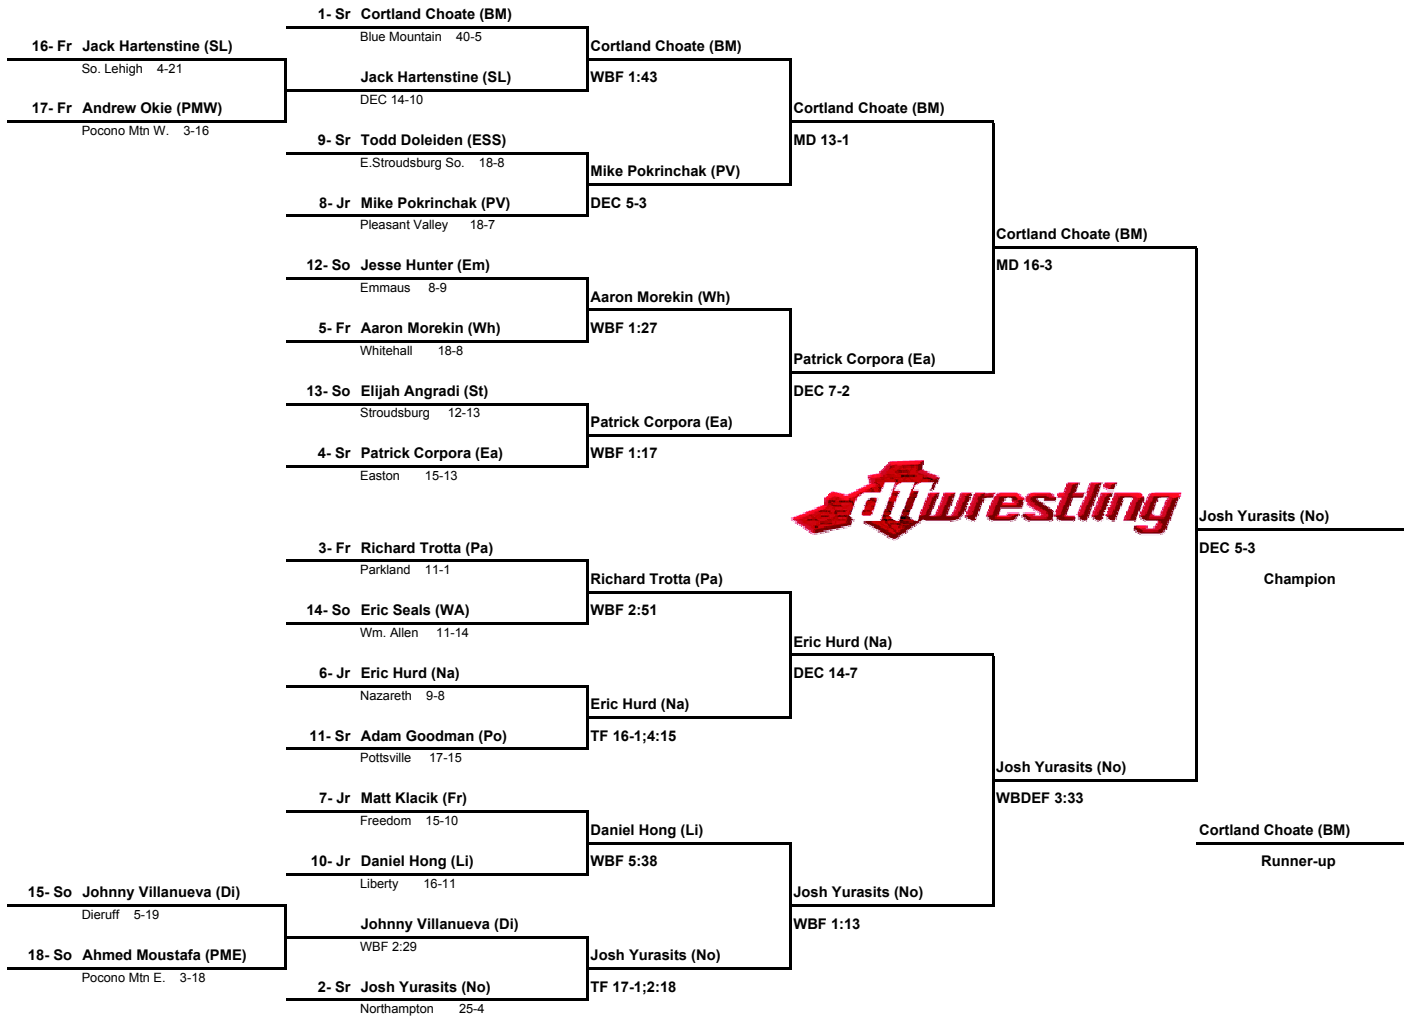 1- Sr Cortland Choate (BM)
Blue Mountain 40-5
16- Fr Jack Hartenstine (SL)
So. Lehigh 4-21
Cortland Choate (BM)
WBF 1:43
Jack Hartenstine (SL)
DEC 14-10
17- Fr Andrew Okie (PMW)
Pocono Mtn W. 3-16
Cortland Choate (BM)
MD 13-1
9- Sr Todd Doleiden (ESS)
E.Stroudsburg So. 18-8
Mike Pokrinchak (PV)
DEC 5-3
8- Jr Mike Pokrinchak (PV)
Pleasant Valley 18-7
Cortland Choate (BM)
MD 16-3
12- So Jesse Hunter (Em)
Emmaus 8-9
Aaron Morekin (Wh)
WBF 1:27
5- Fr Aaron Morekin (Wh)
Whitehall 18-8
Patrick Corpora (Ea)
DEC 7-2
13- So Elijah Angradi (St)
Stroudsburg 12-13
Patrick Corpora (Ea)
WBF 1:17
4- Sr Patrick Corpora (Ea)
Easton 15-13
d11wrestling
Josh Yurasits (No)
DEC 5-3
Champion
3- Fr Richard Trotta (Pa)
Parkland 11-1
Richard Trotta (Pa)
WBF 2:51
14- So Eric Seals (WA)
Wm. Allen 11-14
Eric Hurd (Na)
DEC 14-7
6- Jr Eric Hurd (Na)
Nazareth 9-8
Eric Hurd (Na)
TF 16-1;4:15
11- Sr Adam Goodman (Po)
Pottsville 17-15
Josh Yurasits (No)
WBDEF 3:33
7- Jr Matt Klacik (Fr)
Freedom 15-10
Daniel Hong (Li)
WBF 5:38
Cortland Choate (BM)
Runner-up
10- Jr Daniel Hong (Li)
Liberty 16-11
15- So Johnny Villanueva (Di)
Dieruff 5-19
Josh Yurasits (No)
WBF 1:13
Johnny Villanueva (Di)
WBF 2:29
18- So Ahmed Moustafa (PME)
Pocono Mtn E. 3-18
Josh Yurasits (No)
TF 17-1;2:18
2- Sr Josh Yurasits (No)
Northampton 25-4